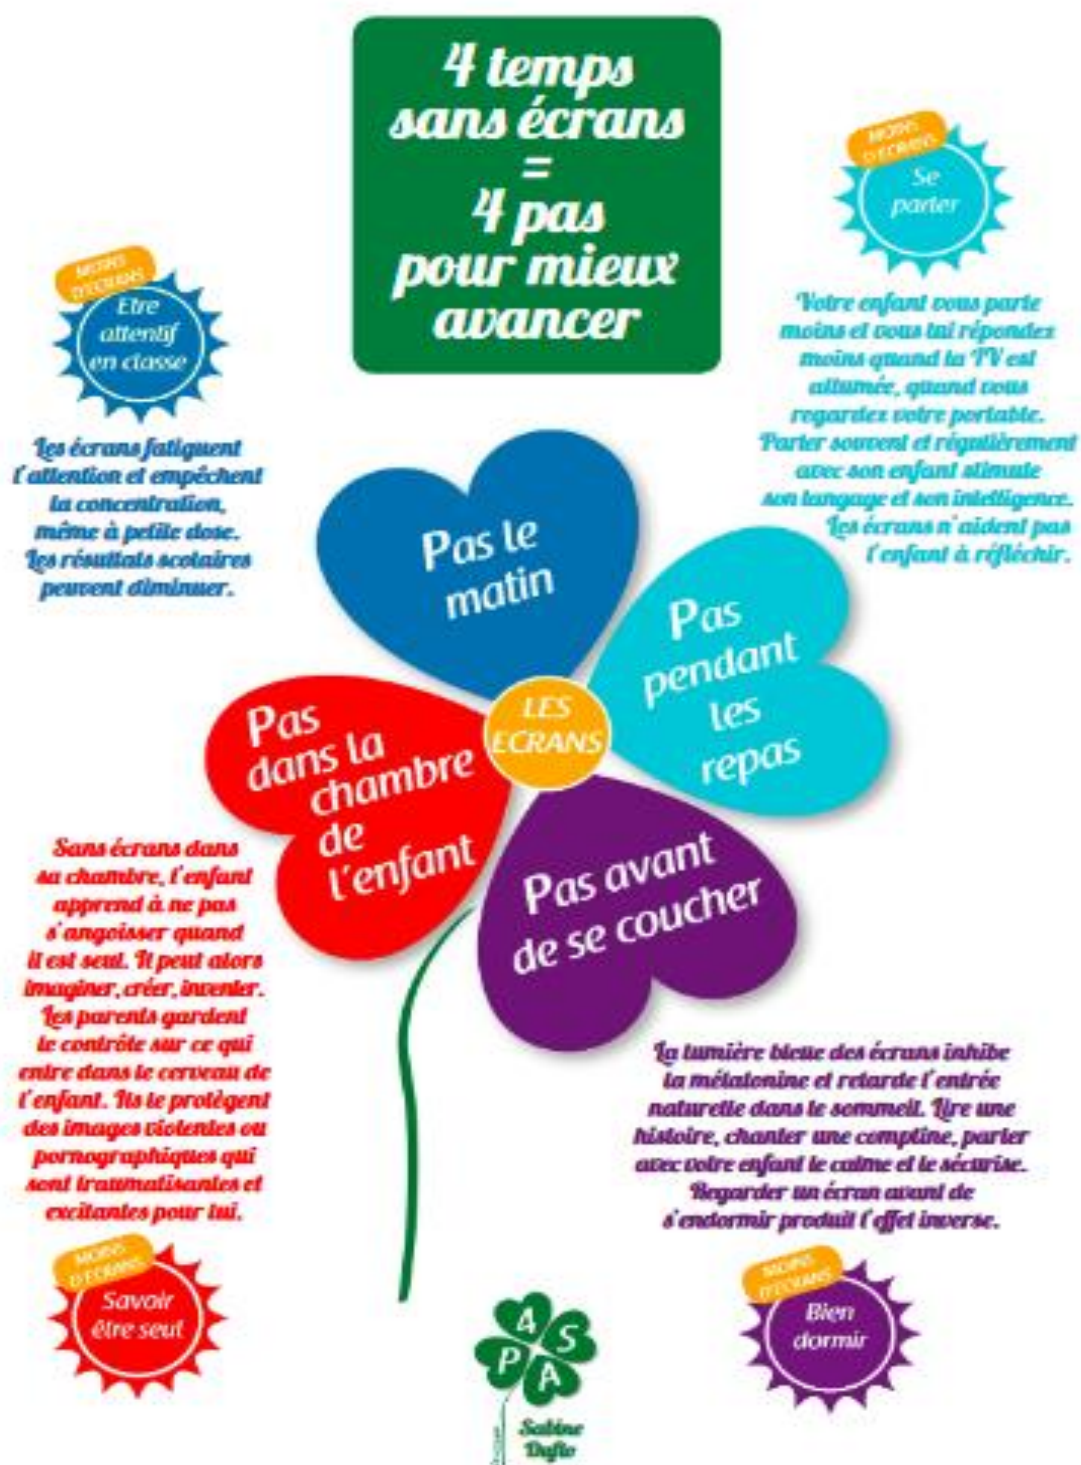 4 temps
sans écrans
=
4 pas
pour mieux
avancer
MOINS
D'ECRANS
Etre
attentif
en classe
Les écrans fatiguent
l'attention et empêchent
la concentration,
même à petite dose.
Les résultats scolaires
peuvent diminuer.
MOINS
D'ECRANS
Se
parler
Votre enfant vous parle
moins et vous lui répondez
moins quand la TV est
allumée, quand vous
regardez votre portable.
Parler souvent et régulièrement
avec son enfant stimule
son langage et son intelligence.
Les écrans n'aident pas
l'enfant à réfléchir.
Pas le
matin
Pas
pendant
les
repas
LES
ECRANS
Pas
dans la
chambre
de
l'enfant
Pas avant
de se coucher
Sans écrans dans
sa chambre, l'enfant
apprend à ne pas
s'angoisser quand
il est seul. Il peut alors
imaginer, créer, inventer.
Les parents gardent
le contrôle sur ce qui
entre dans le cerveau de
l'enfant. Ils le protègent
des images violentes ou
pornographiques qui
sont traumatisantes et
excitantes pour lui.
MOINS
D'ECRANS
Savoir
être seul
La lumière bleue des écrans inhibe
la mélatonine et retarde l'entrée
naturelle dans le sommeil. Lire une
histoire, chanter une comptine, parler
avec votre enfant le calme et le sécurise.
Regarder un écran avant de
s'endormir produit l'effet inverse.
MOINS
D'ECRANS
Bien
dormir
4 S
P A
Sabine
Duflo